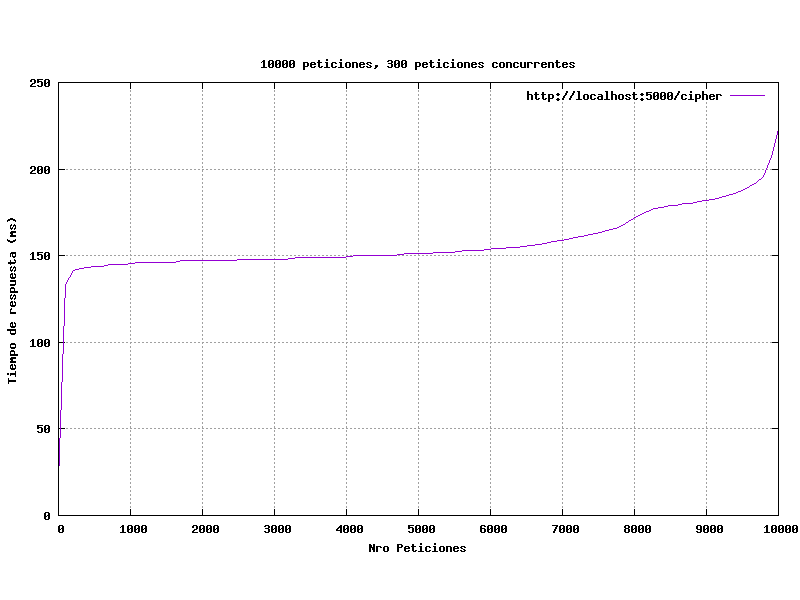 10000 peticiones, 300 peticiones concurrentes
http://localhost:5000/cipher
250
200
150
100
50
0
Tiempo de respuesta (ms)
0 1000 2000 3000 4000 5000 6000 7000 8000 9000 10000
Nro Peticiones